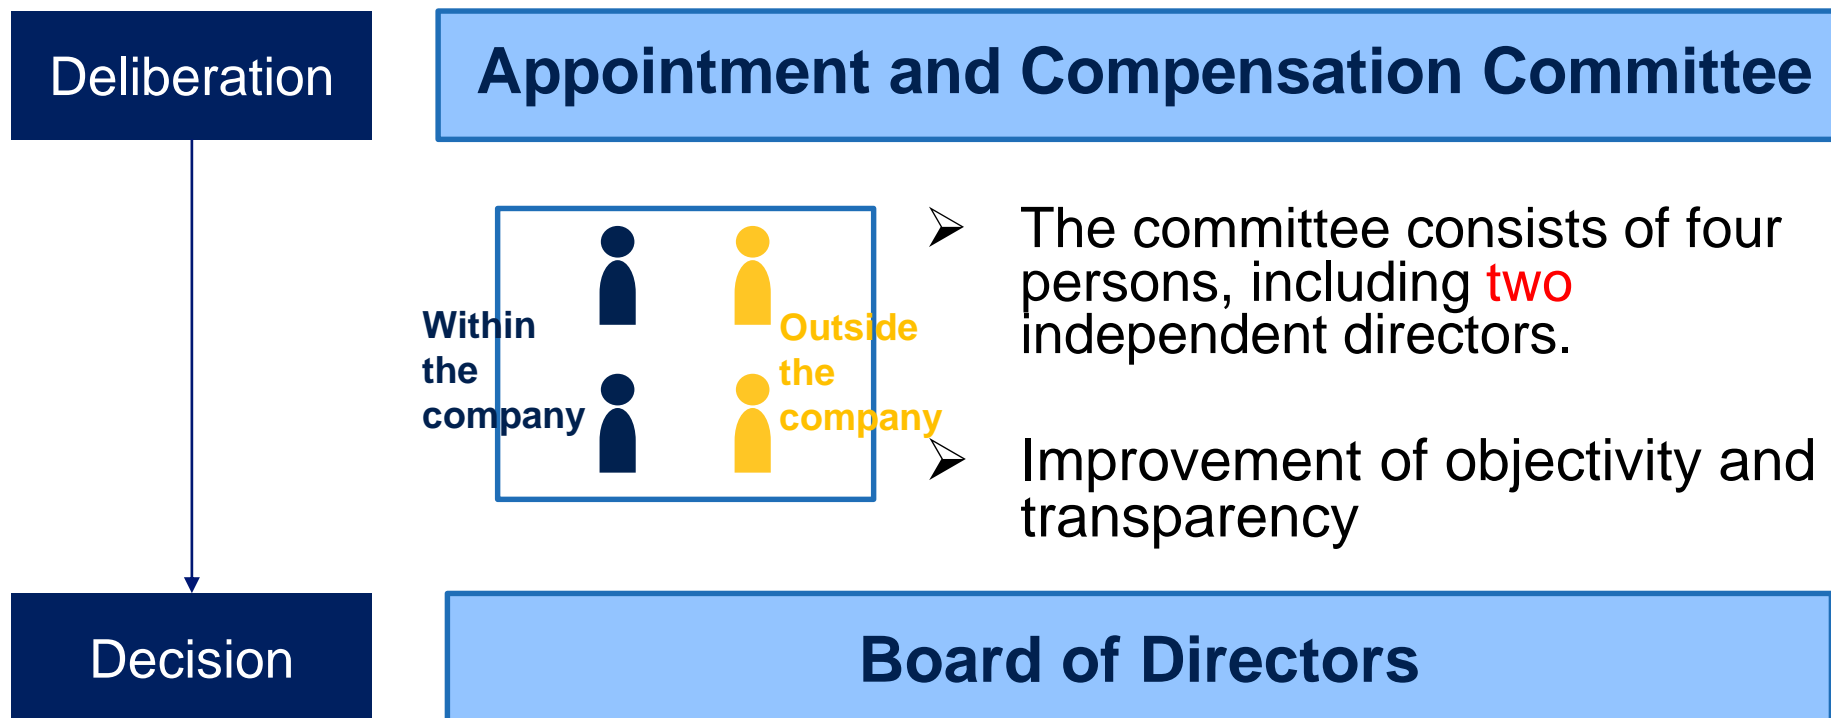 Deliberation
Appointment and Compensation Committee
Within
the
company
Outside
the
company
➢ The committee consists of four
persons, including two
independent directors.
➢ Improvement of objectivity and
transparency
Decision
Board of Directors